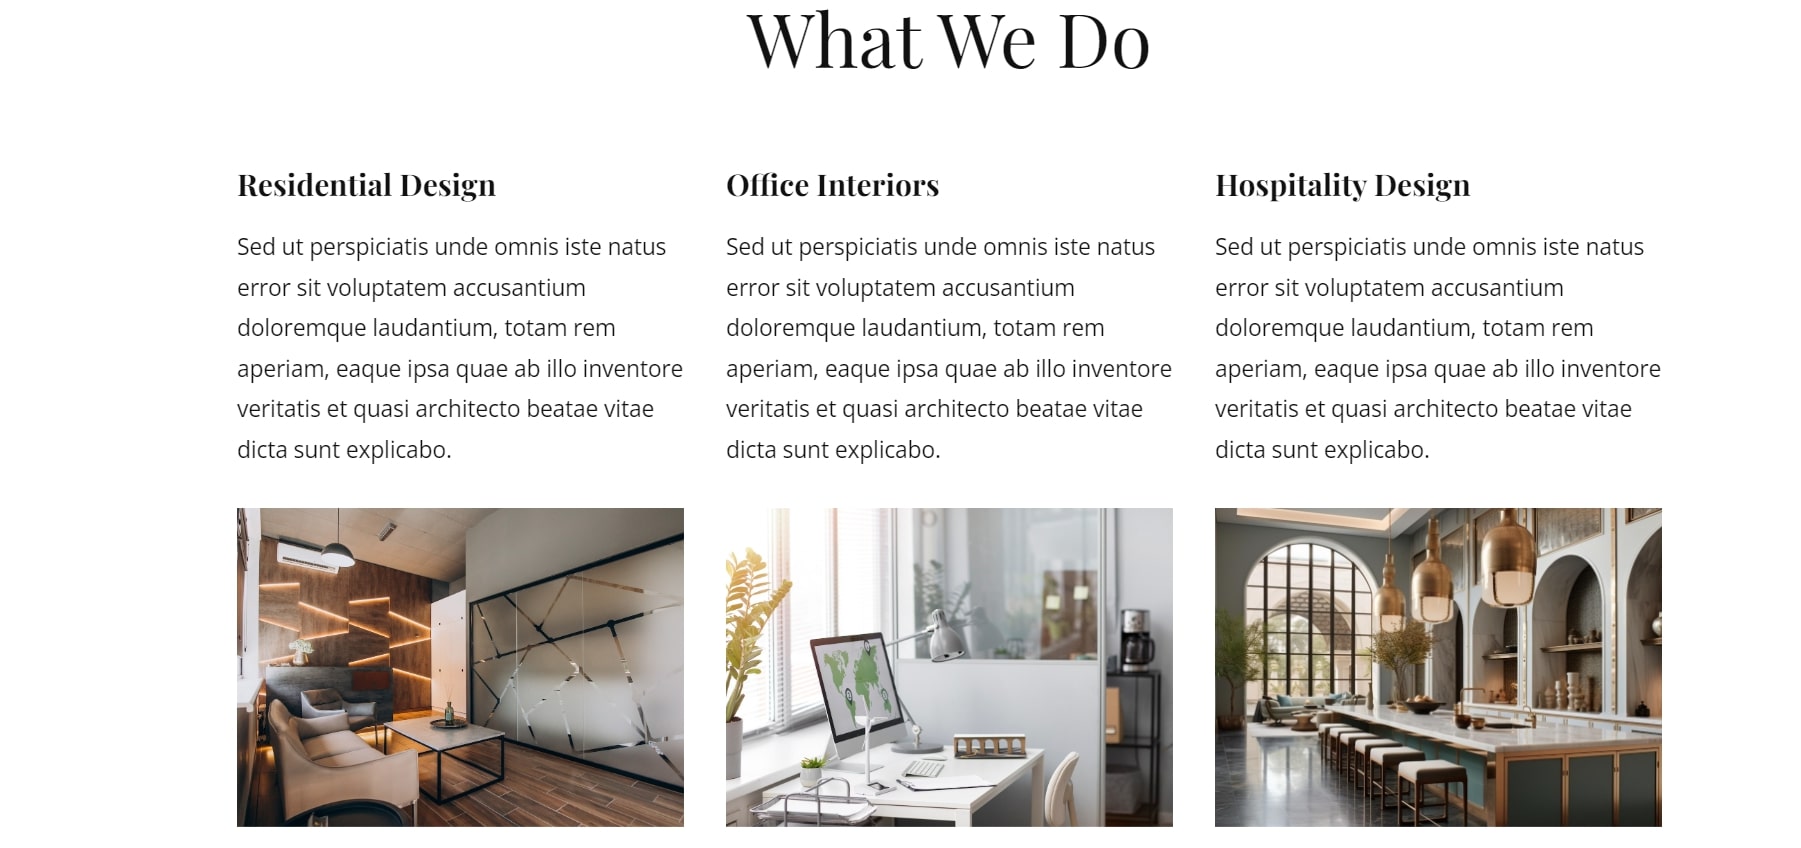 What We Do
Residential Design
Sed ut perspiciatis unde omnis iste natus
error sit voluptatem accusantium
doloremque laudantium, totam rem
aperiam, eaque ipsa quae ab illo inventore
veritatis et quasi architecto beatae vitae
dicta sunt explicabo.
Office Interiors
Sed ut perspiciatis unde omnis iste natus
error sit voluptatem accusantium
doloremque laudantium, totam rem
aperiam, eaque ipsa quae ab illo inventore
veritatis et quasi architecto beatae vitae
dicta sunt explicabo.
Hospitality Design
Sed ut perspiciatis unde omnis iste natus
error sit voluptatem accusantium
doloremque laudantium, totam rem
aperiam, eaque ipsa quae ab illo inventore
veritatis et quasi architecto beatae vitae
dicta sunt explicabo.